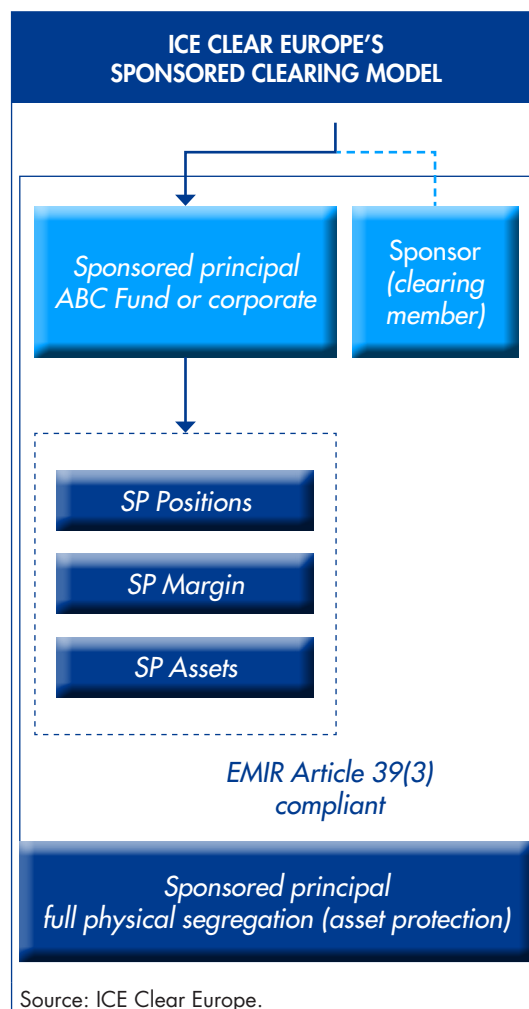 ICE CLEAR EUROPE'S
SPONSORED CLEARING MODEL
Sponsored principal
ABC Fund or corporate
Sponsor
(clearing
member)
SP Positions
SP Margin
SP Assets
EMIR Article 39(3)
compliant
Sponsored principal
full physical segregation (asset protection)
Source: ICE Clear Europe.